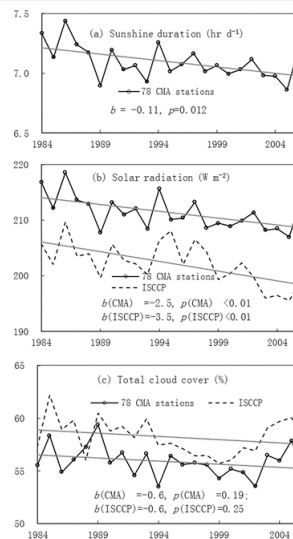 7.5
(a) Sunshine duration (hr d⁻¹)
7.0
78 CMA stations
b = −0.11, p=0.012
6.5
1984 1989 1994 1999 2004
220
(b) Solar radiation (W m⁻²)
210
200
78 CMA stations
ISCCP
b(CMA) =−2.5, p(CMA) <0.01
b(ISCCP)=−3.5, p(ISCCP)<0.01
190
1984 1989 1994 1999 2004
65
(c) Total cloud cover (%)
78 CMA stations
ISCCP
60
55
b(CMA) =−0.6, p(CMA) =0.19;
b(ISCCP)=−0.6, p(ISCCP)=0.25
50
1984 1989 1994 1999 2004